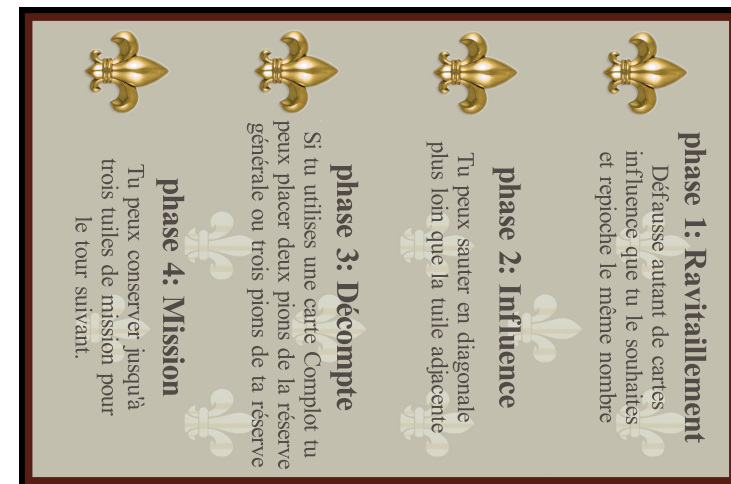 phase 1: Ravitaillement
Défausse autant de cartes
influence que tu le souhaites
et repioche le même nombre
phase 2: Influence
Tu peux sauter en diagonale
plus loin que la tuile adjacente
phase 3: Décompte
Si tu utilises une carte Complot tu
peux placer deux pions de la réserve
générale ou trois pions de ta réserve
phase 4: Mission
Tu peux conserver jusqu'à
trois tuiles de mission pour
le tour suivant.